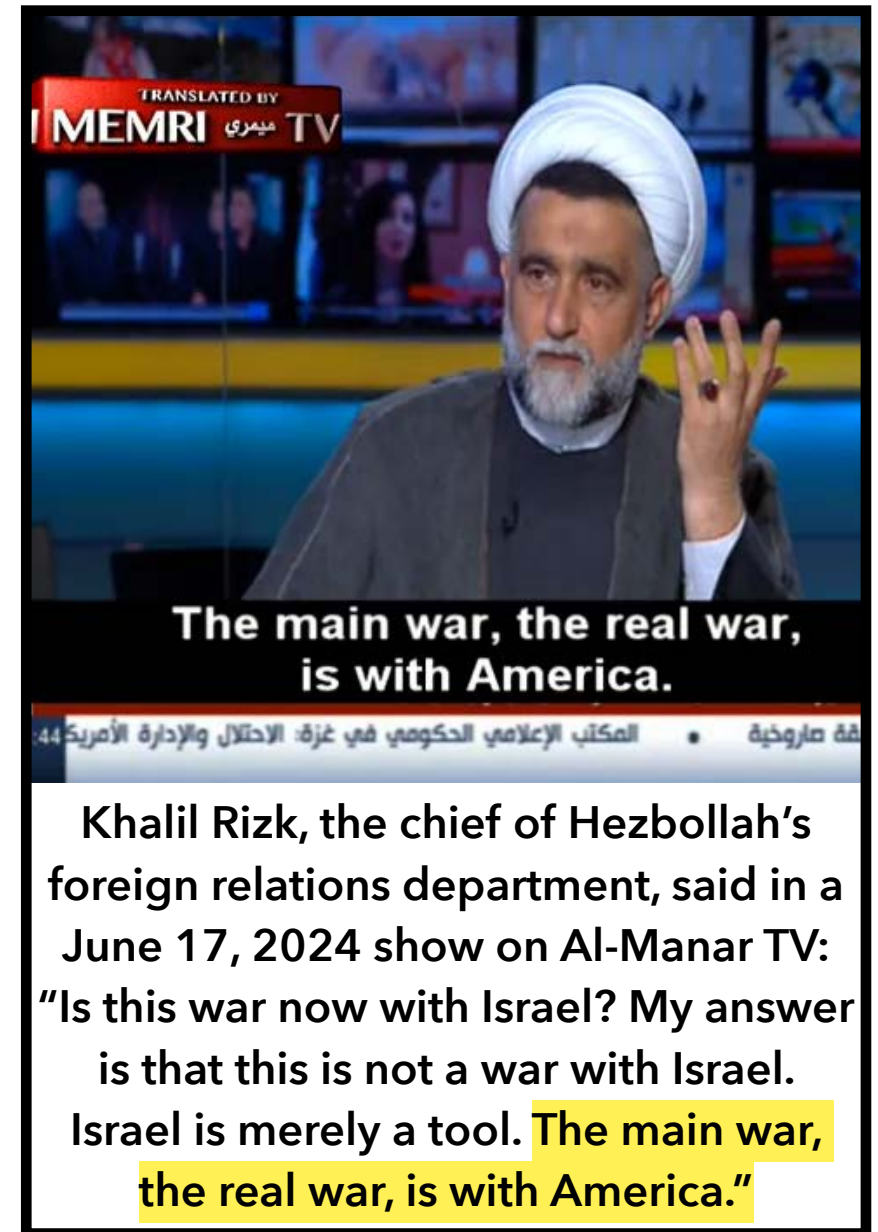 TRANSLATED BY
MEMRI ميمري TV
The main war, the real war,
is with America.
المكتب الإعلامي الحكومي في غزة: الاحتلال والإدارة • صاروخية
:44
Khalil Rizk, the chief of Hezbollah’s
foreign relations department, said in a
June 17, 2024 show on Al-Manar TV:
“Is this war now with Israel? My answer
is that this is not a war with Israel.
Israel is merely a tool. The main war,
the real war, is with America.”